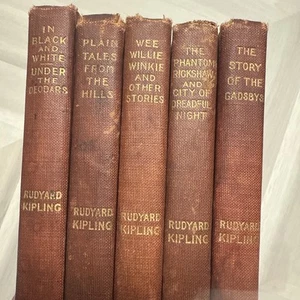 IN
BLACK
AND
WHITE
UNDER
THE
DEODARS
RUDYARD
KIPLING
PLAIN
TALES
FROM
THE
HILLS
RUDYARD
KIPLING
WEE
WILLIE
WINKIE
AND
OTHER
STORIES
RUDYARD
KIPLING
THE
PHANTOM
RICKSHAW
AND
CITY OF
DREADFUL
NIGHT
RUDYARD
KIPLING
THE
STORY
OF THE
GADSBYS
RUDYARD
KIPLING